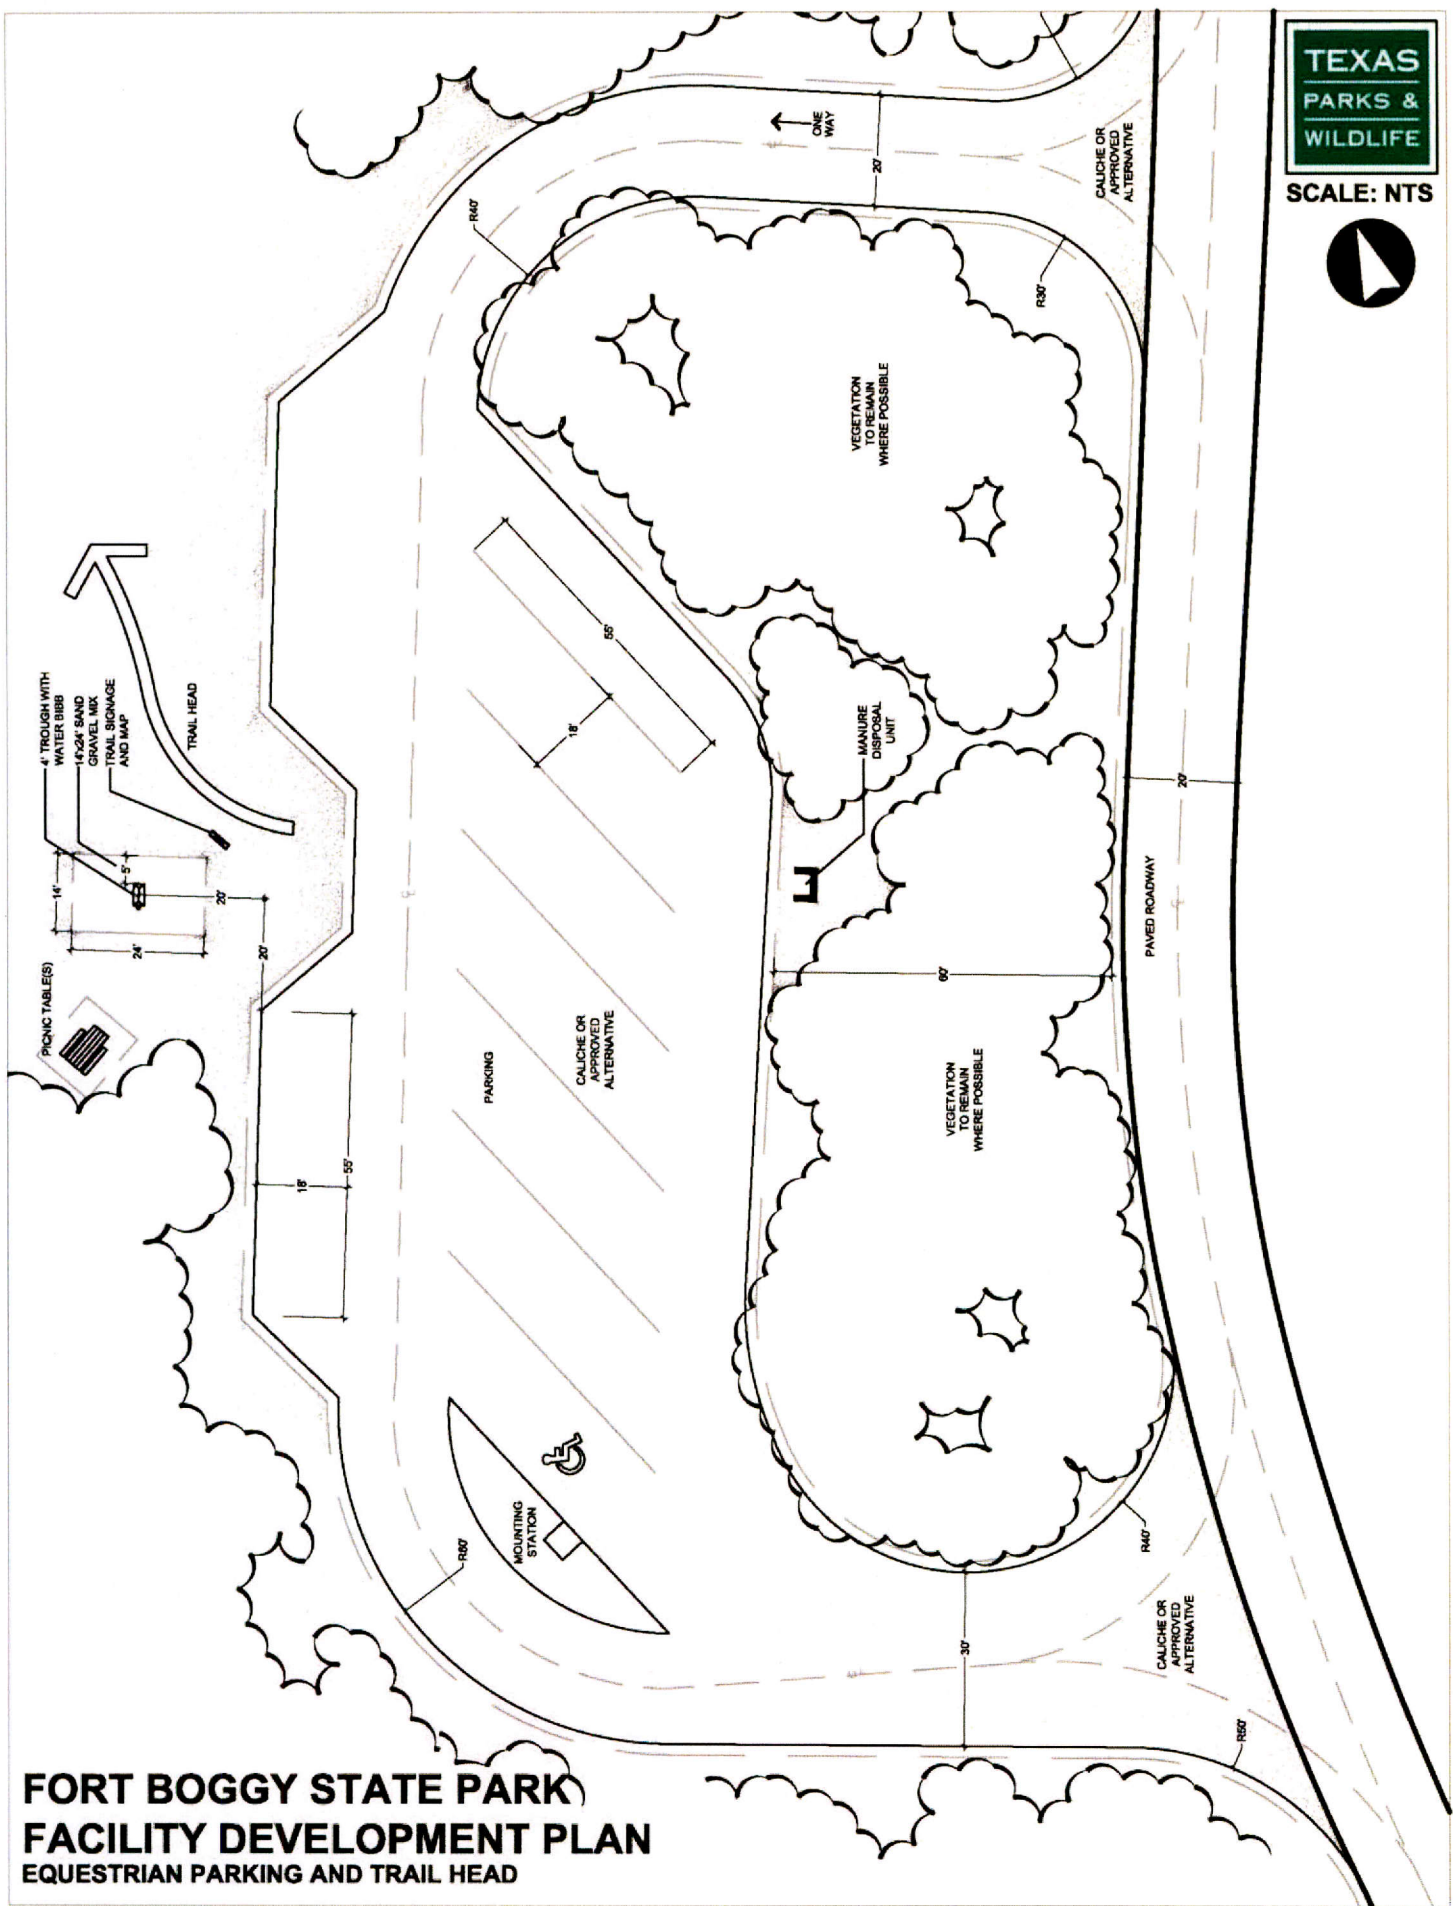 TEXAS
PARKS &
WILDLIFE
SCALE: NTS
ONE
WAY
20'
CALICHE OR
APPROVED
ALTERNATIVE
R40'
R30'
VEGETATION
TO REMAIN
WHERE POSSIBLE
4' TROUGH WITH
WATER BIBB
14'x24' SAND
GRAVEL MIX
TRAIL SIGNAGE
AND MAP
TRAIL HEAD
55'
18'
MANURE
DISPOSAL
UNIT
14'
5'
24'
20'
20'
20'
PAVED ROADWAY
PICNIC TABLE(S)
60'
PARKING
CALICHE OR
APPROVED
ALTERNATIVE
VEGETATION
TO REMAIN
WHERE POSSIBLE
18'
55'
MOUNTING
STATION
R40'
30'
CALICHE OR
APPROVED
ALTERNATIVE
R50'
FORT BOGGY STATE PARK
FACILITY DEVELOPMENT PLAN
EQUESTRIAN PARKING AND TRAIL HEAD